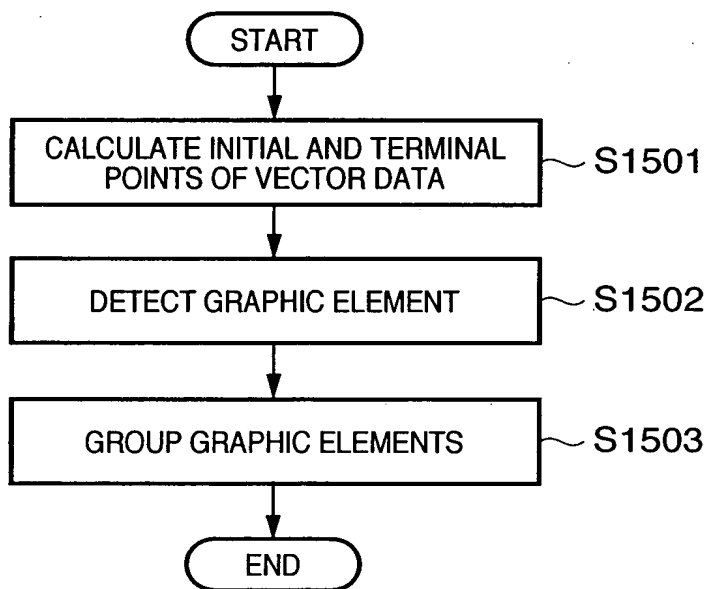 START
CALCULATE INITIAL AND TERMINAL
POINTS OF VECTOR DATA
S1501
DETECT GRAPHIC ELEMENT
S1502
GROUP GRAPHIC ELEMENTS
S1503
END